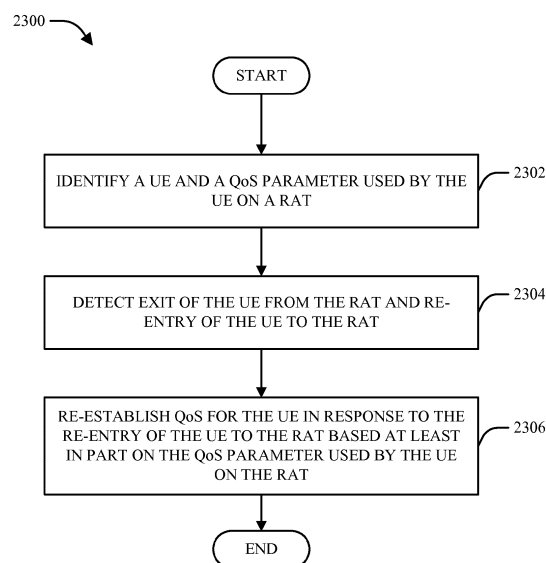 2300
START
IDENTIFY A UE AND A QoS PARAMETER USED BY THE
UE ON A RAT
2302
DETECT EXIT OF THE UE FROM THE RAT AND RE-
ENTRY OF THE UE TO THE RAT
2304
RE-ESTABLISH QoS FOR THE UE IN RESPONSE TO THE
RE-ENTRY OF THE UE TO THE RAT BASED AT LEAST
IN PART ON THE QoS PARAMETER USED BY THE UE
ON THE RAT
2306
END